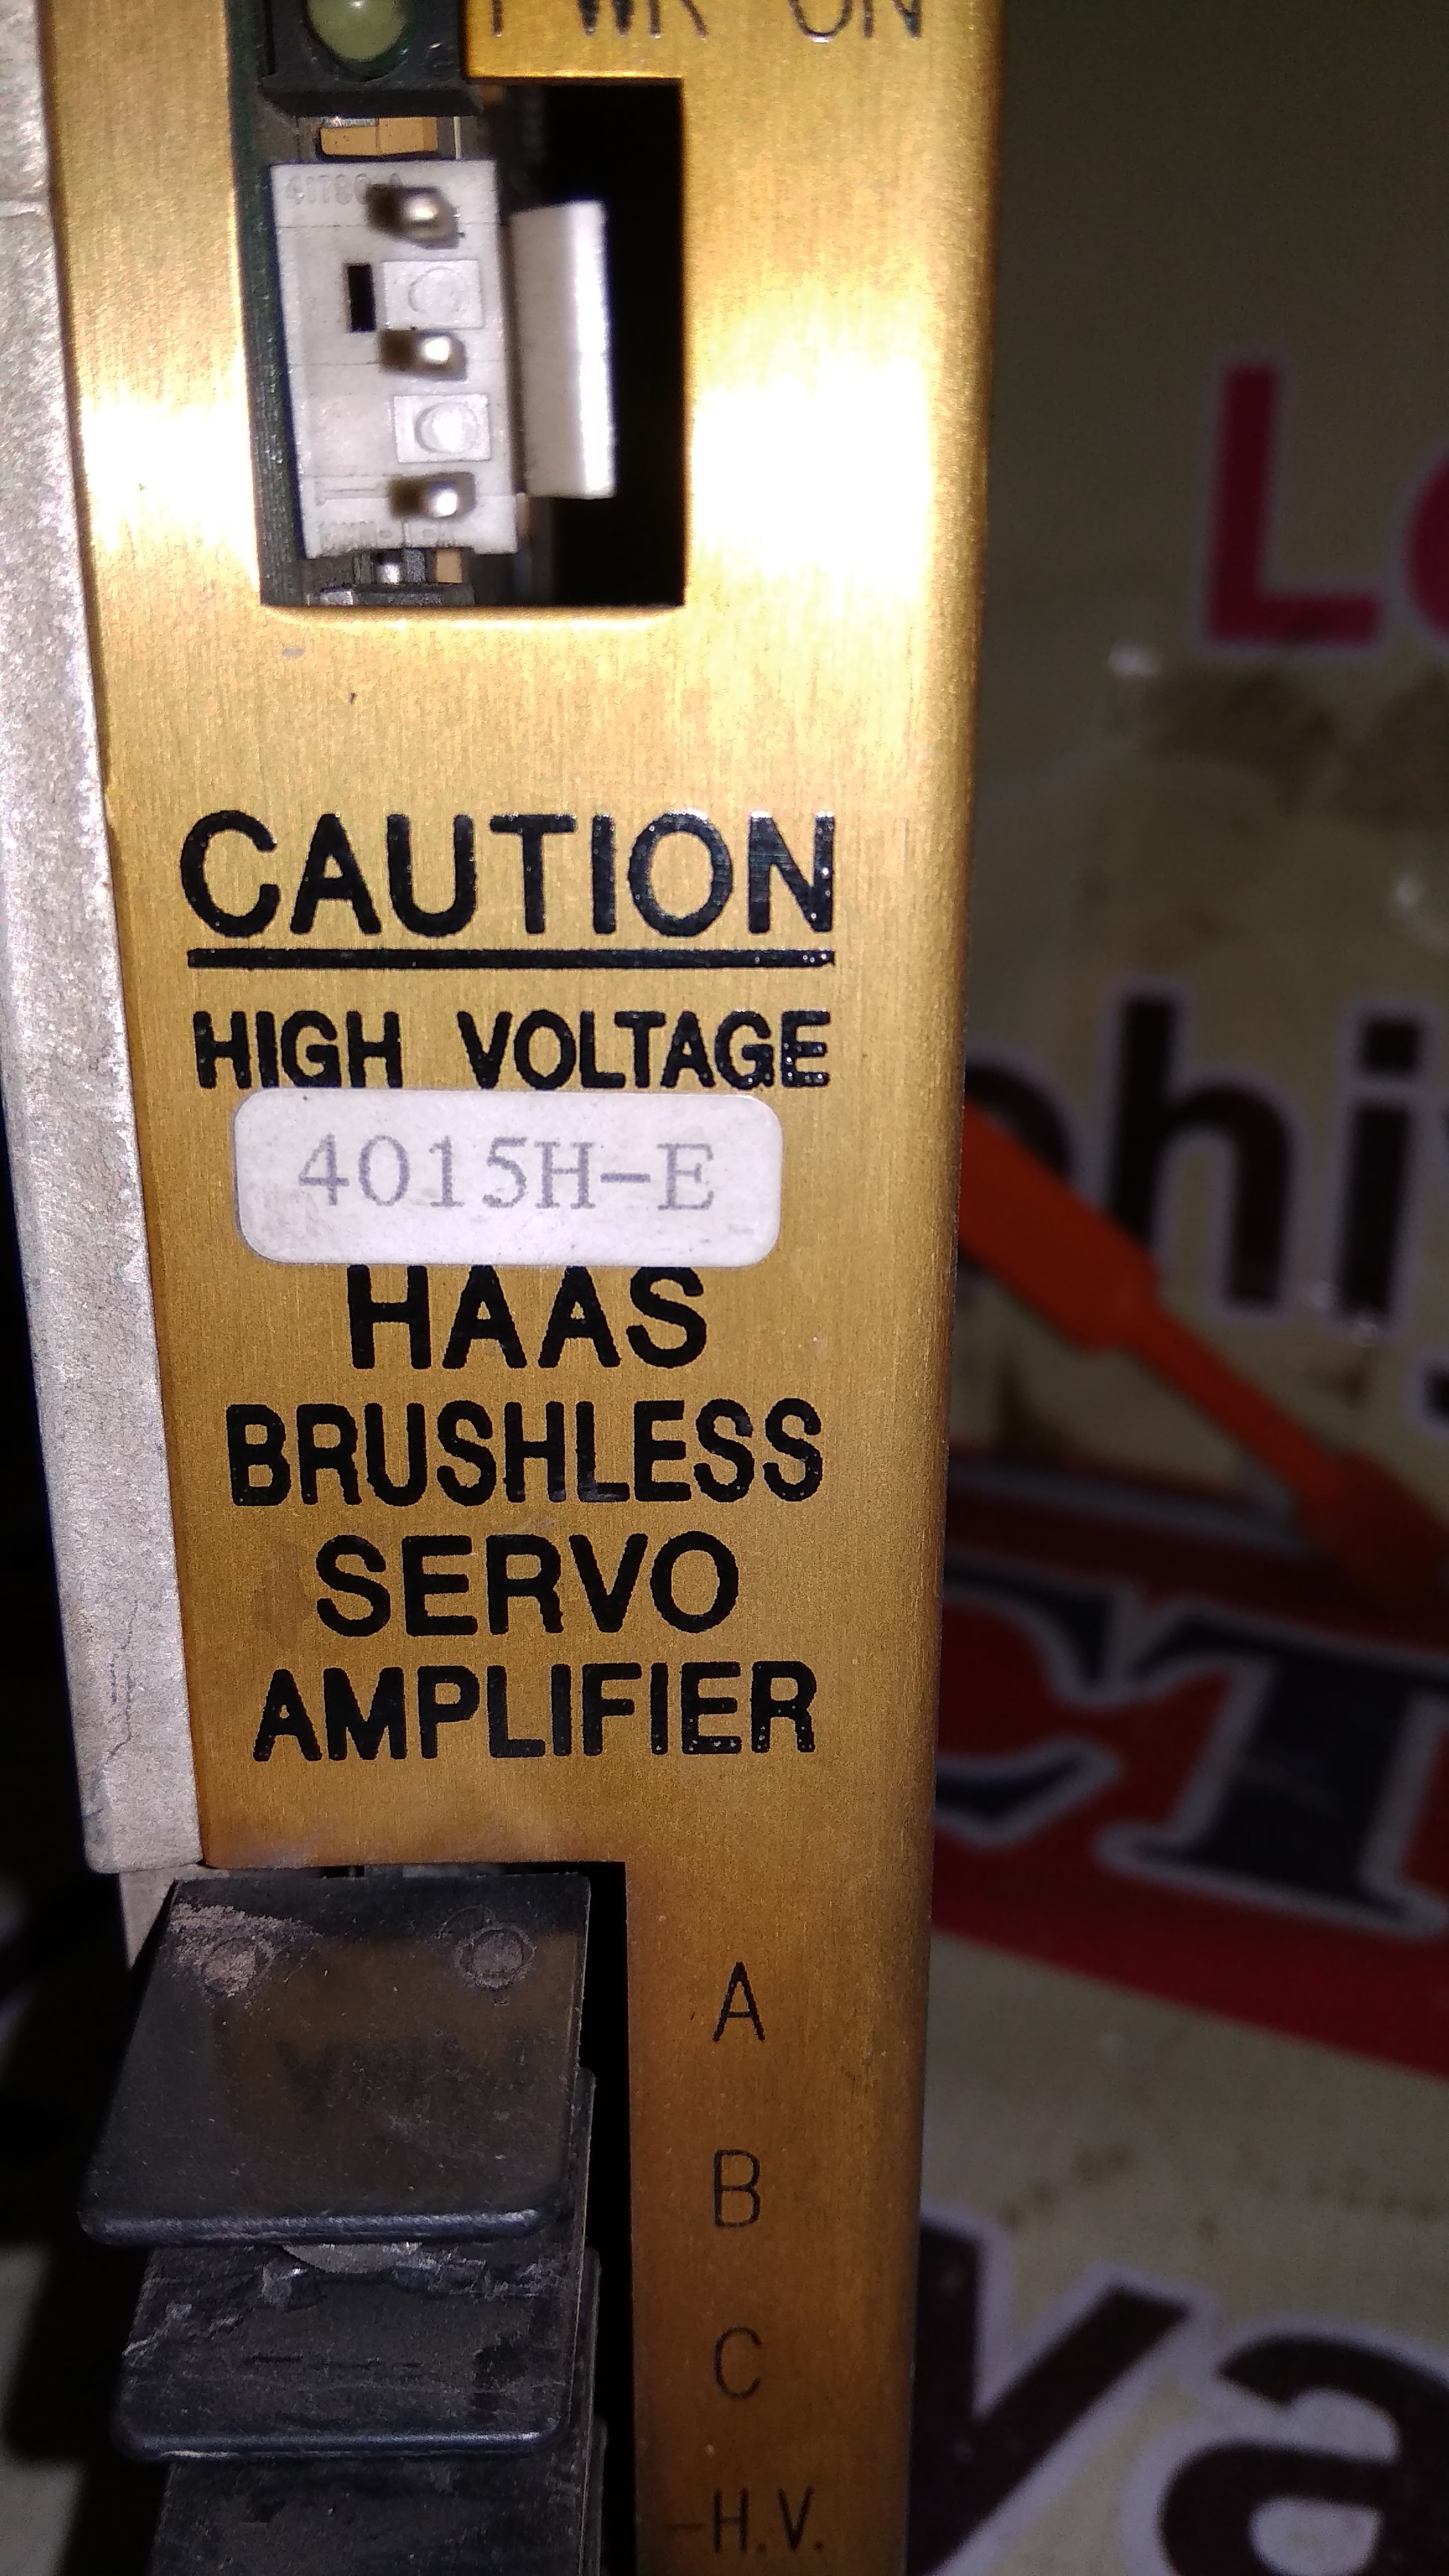 PWR ON
CAUTION
HIGH VOLTAGE
4015H-E
HAAS
BRUSHLESS
SERVO
AMPLIFIER
A
B
C
-H.V.